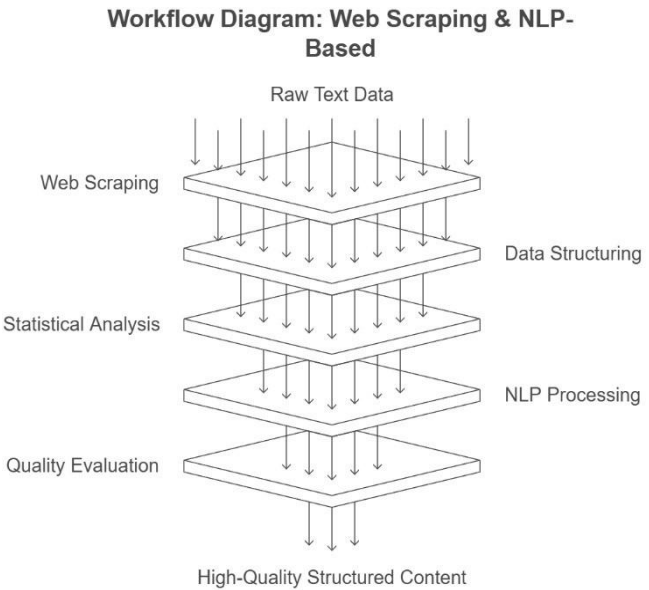 Workflow Diagram: Web Scraping & NLP-
Based
Raw Text Data
Web Scraping
Data Structuring
Statistical Analysis
NLP Processing
Quality Evaluation
High-Quality Structured Content